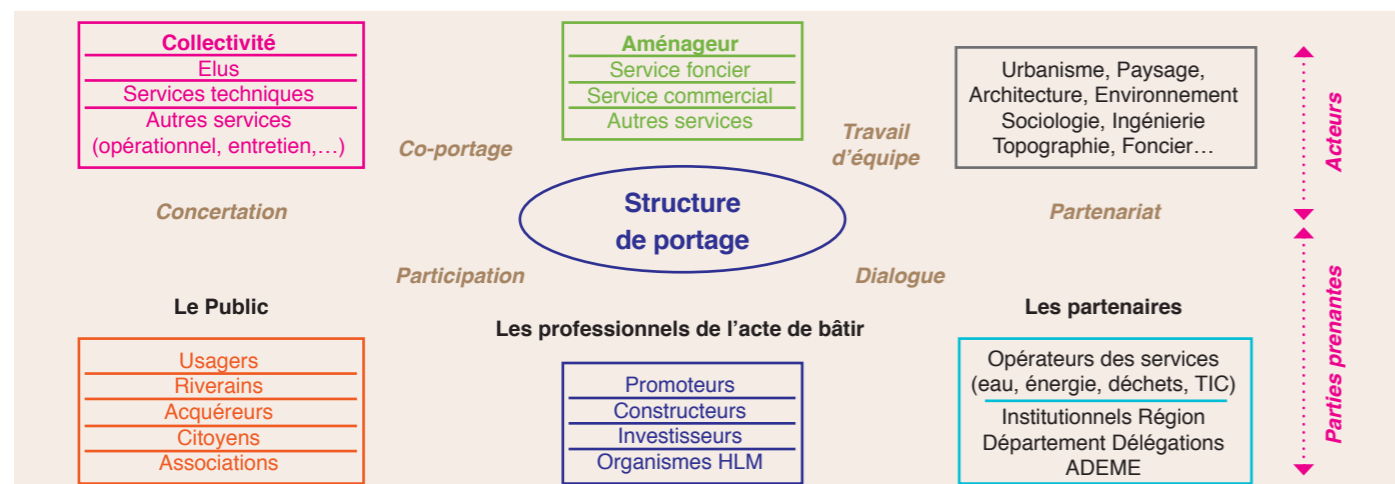 Collectivité
Elus
Services techniques
Autres services
(opérationnel, entretien,…)
Aménageur
Service foncier
Service commercial
Autres services
Urbanisme, Paysage,
Architecture, Environnement
Sociologie, Ingénierie
Topographie, Foncier…
Acteurs
Co-portage
Travail
d’équipe
Concertation
Structure
de portage
Partenariat
Participation
Dialogue
Parties prenantes
Le Public
Usagers
Riverains
Acquéreurs
Citoyens
Associations
Les professionnels de l’acte de bâtir
Promoteurs
Constructeurs
Investisseurs
Organismes HLM
Les partenaires
Opérateurs des services
(eau, énergie, déchets, TIC)
Institutionnels Région
Département Délégations
ADEME